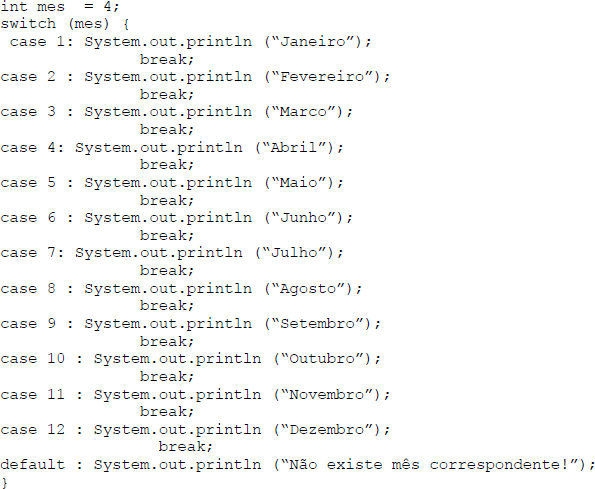 int mes  = 4;
switch (mes) {
 case 1: System.out.println (“Janeiro”);
               break;
case 2 : System.out.println (“Fevereiro”);
               break;
case 3 : System.out.println (“Marco”);
               break;
case 4: System.out.println (“Abril”);
               break;
case 5 : System.out.println (“Maio”);
               break;
case 6 : System.out.println (“Junho”);
               break;
case 7: System.out.println (“Julho”);
               break;
case 8 : System.out.println (“Agosto”);
               break;
case 9 : System.out.println (“Setembro”);
               break;
case 10 : System.out.println (“Outubro”);
               break;
case 11 : System.out.println (“Novembro”);
               break;
case 12 : System.out.println (“Dezembro”);
                 break;
default : System.out.println (“Não existe mês correspondente!”);
}